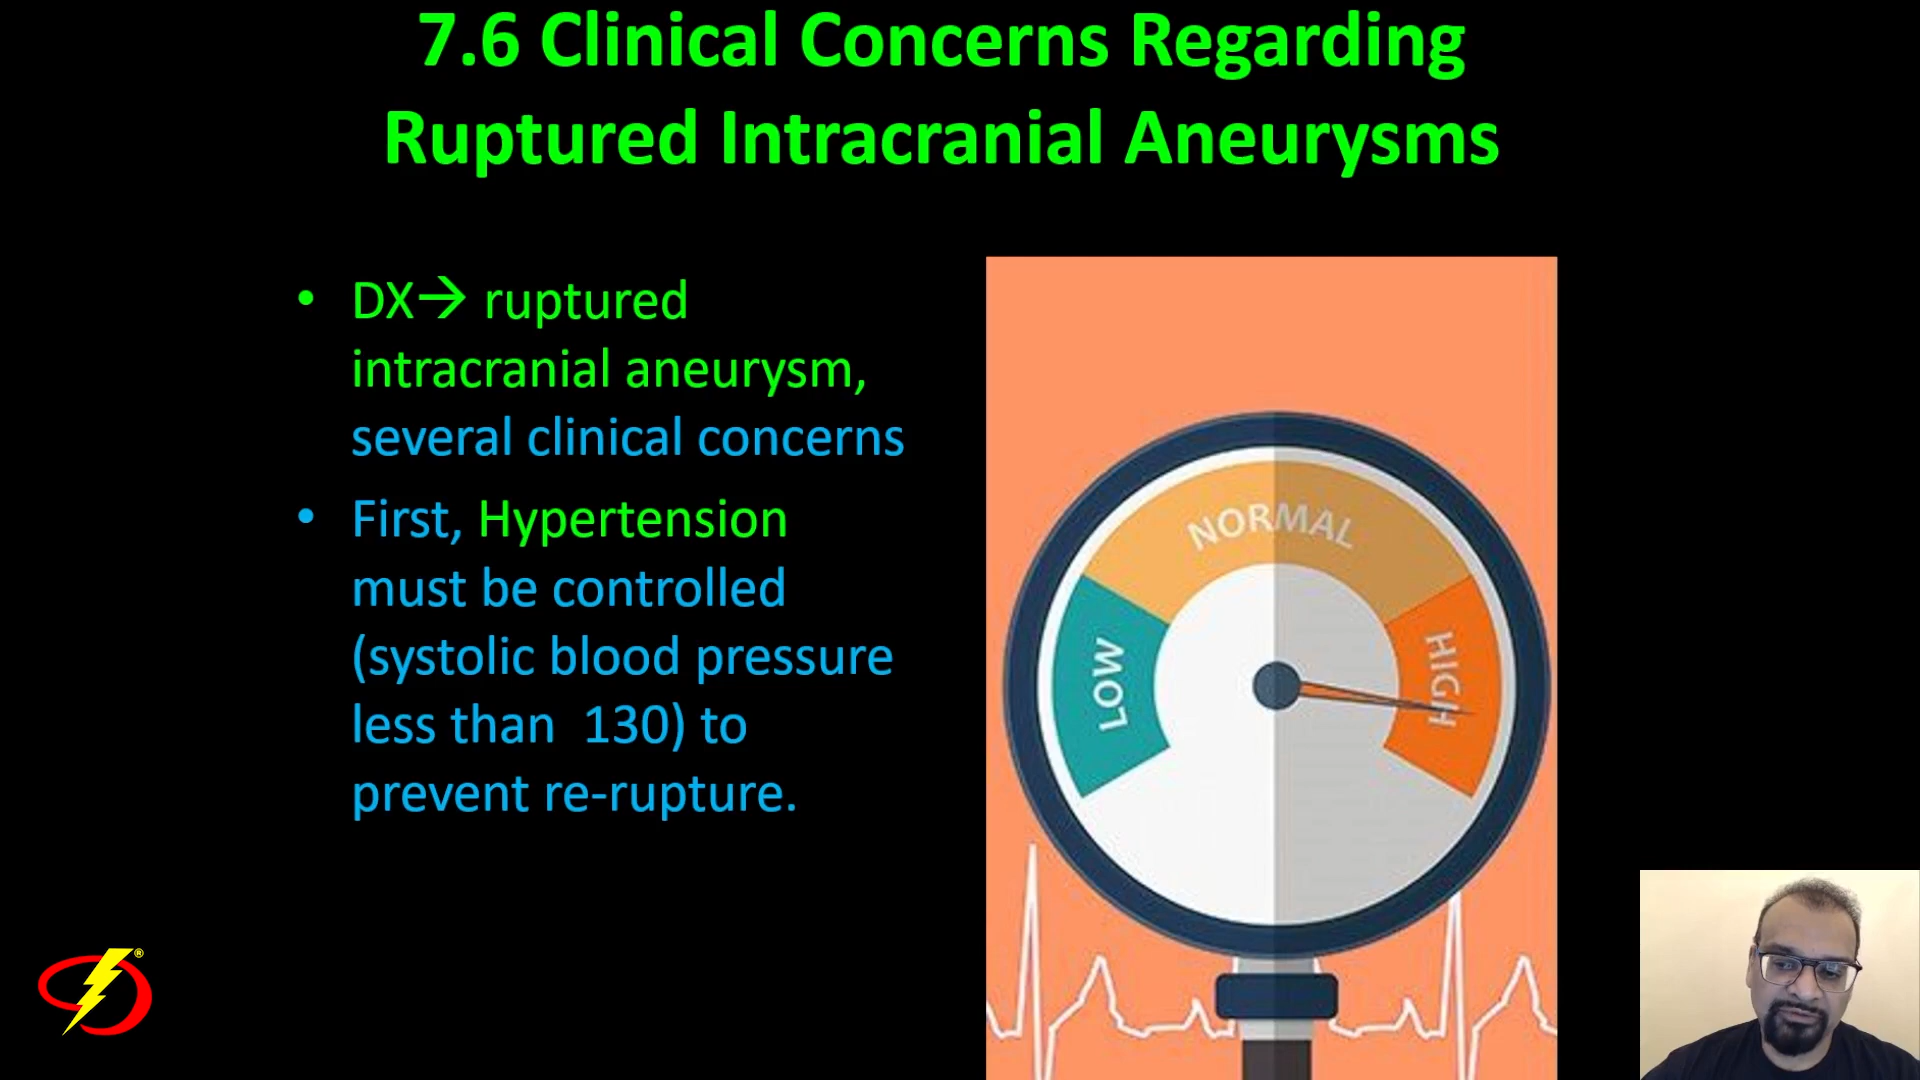 7.6 Clinical Concerns Regarding
Ruptured Intracranial Aneurysms
• DX→ ruptured
intracranial aneurysm,
several clinical concerns
• First, Hypertension
must be controlled
(systolic blood pressure
less than  130) to
prevent re-rupture.
NORMAL
LOW
HIGH
®